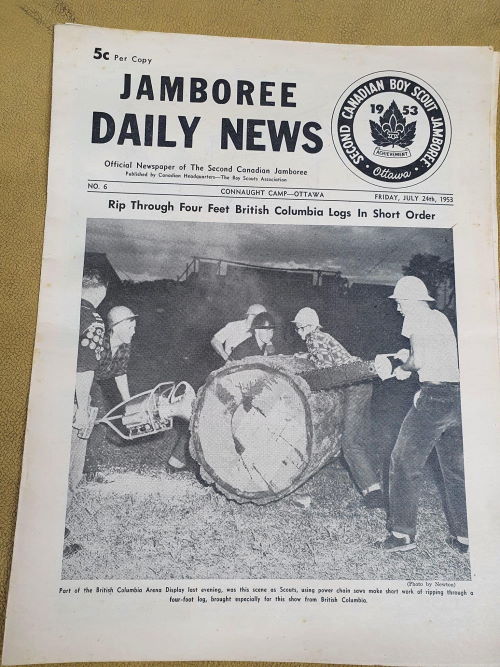 5c Per Copy
JAMBOREE
DAILY NEWS
Official Newspaper of The Second Canadian Jamboree
Published by Canadian Headquarters—The Boy Scouts Association
SECOND CANADIAN BOY SCOUT JAMBOREE
1953
ACHIEVEMENT
Ottawa
NO. 6
CONNAUGHT CAMP—OTTAWA
FRIDAY, JULY 24th, 1953
Rip Through Four Feet British Columbia Logs In Short Order
(Photo by Newton)
Part of the British Columbia Arena Display last evening, was this scene as Scouts, using power chain saws make short work of ripping through a
four-foot log, brought especially for this show from British Columbia.